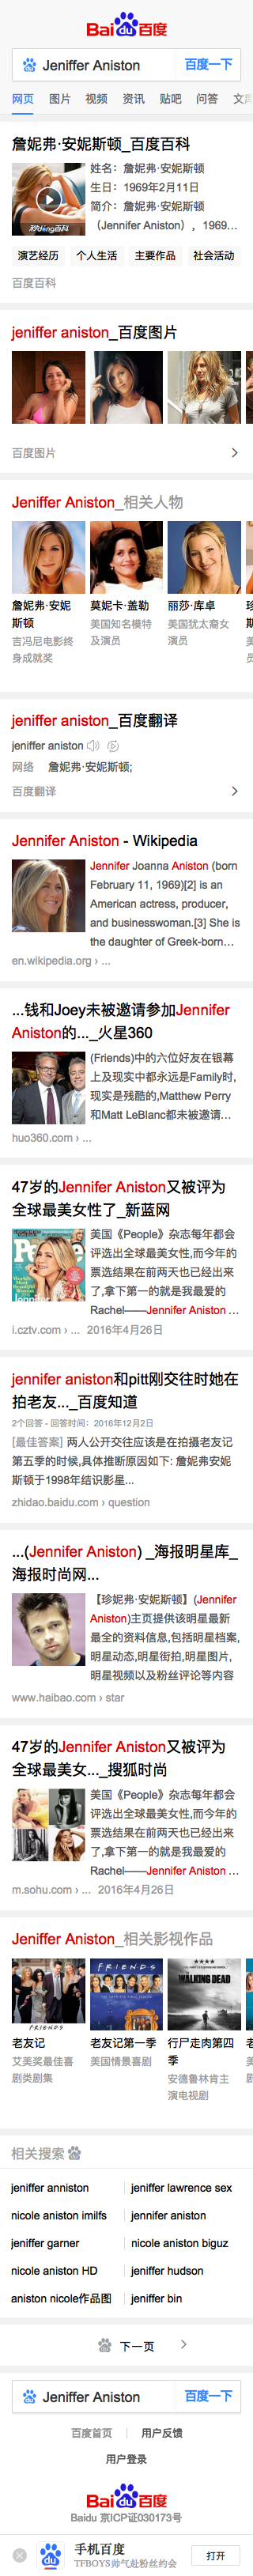 Bai du 百度
Jeniffer Aniston 百度一下
网页 图片 视频 资讯 贴吧 问答 文
詹妮弗·安妮斯顿_百度百科
姓名：詹妮弗·安妮斯顿
生日：1969年2月11日
简介：詹妮弗·安妮斯顿
（Jennifer Aniston），1969...
演艺经历 个人生活 主要作品 社会活动
百度百科
jeniffer aniston_百度图片
百度图片
Jeniffer Aniston_相关人物
詹妮弗·安妮斯顿
吉冯尼电影终身成就奖
莫妮卡·盖勒
美国知名模特及演员
丽莎·库卓
美国犹太裔女演员
jeniffer aniston_百度翻译
jeniffer aniston
网络 詹妮弗·安妮斯顿;
百度翻译
Jennifer Aniston - Wikipedia
Jennifer Joanna Aniston (born
February 11, 1969)[2] is an
American actress, producer,
and businesswoman.[3] She is
the daughter of Greek-born...
en.wikipedia.org › ...
...钱和Joey未被邀请参加Jennifer
Aniston的..._火星360
(Friends)中的六位好友在银幕
上及现实中都永远是Family时,
现实是残酷的,Matthew Perry
和Matt LeBlanc都未被邀请...
huo360.com › ...
47岁的Jennifer Aniston又被评为
全球最美女性了_新蓝网
美国《People》杂志每年都会
评选出全球最美女性,而今年的
票选结果在前两天也已经出来
了,拿下第一的就是我最爱的
Rachel——Jennifer Aniston ...
i.cztv.com › ... 2016年4月26日
jennifer aniston和pitt刚交往时她在
拍老友..._百度知道
2个回答 - 回答时间：2016年12月2日
[最佳答案] 两人公开交往应该是在拍摄老友记
第五季的时候,具体推断原因如下: 詹妮弗安妮
斯顿于1998年结识影星...
zhidao.baidu.com › question
...(Jennifer Aniston) _海报明星库_
海报时尚网...
【珍妮弗·安妮斯顿】(Jennifer
Aniston)主页提供该明星最新
最全的资料信息,包括明星档案,
明星动态,明星街拍,明星图片,
明星视频以及粉丝评论等内容
www.haibao.com › star
47岁的Jennifer Aniston又被评为
全球最美女..._搜狐时尚
美国《People》杂志每年都会
评选出全球最美女性,而今年的
票选结果在前两天也已经出来
了,拿下第一的就是我最爱的
Rachel——Jennifer Aniston ...
m.sohu.com › ... 2016年4月26日
Jeniffer Aniston_相关影视作品
FRIENDS
FRIENDS
THE WALKING DEAD
老友记
艾美奖最佳喜剧类剧集
老友记第一季
美国情景喜剧
行尸走肉第四季
安德鲁林肯主演电视剧
相关搜索
jeniffer anniston jeniffer lawrence sex
nicole aniston imilfs jennifer aniston
jeniffer garner nicole aniston biguz
nicole aniston HD jeniffer hudson
aniston nicole作品图 jeniffer bin
下一页
Jeniffer Aniston 百度一下
百度首页 用户反馈
用户登录
Bai du 百度
Baidu 京ICP证030173号
du 手机百度 打开
TFBOYS帅气赴粉丝约会